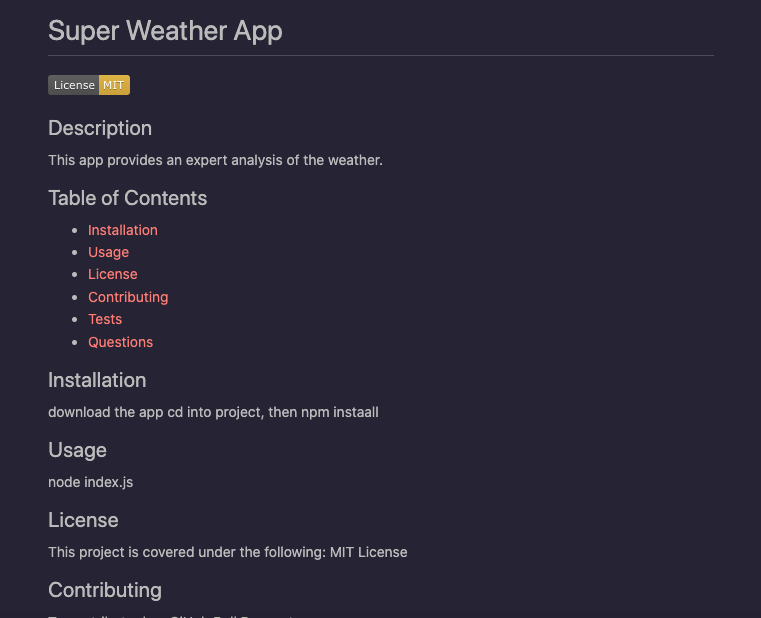 Super Weather App
License MIT
Description
This app provides an expert analysis of the weather.
Table of Contents
Installation
Usage
License
Contributing
Tests
Questions
Installation
download the app cd into project, then npm instaall
Usage
node index.js
License
This project is covered under the following: MIT License
Contributing